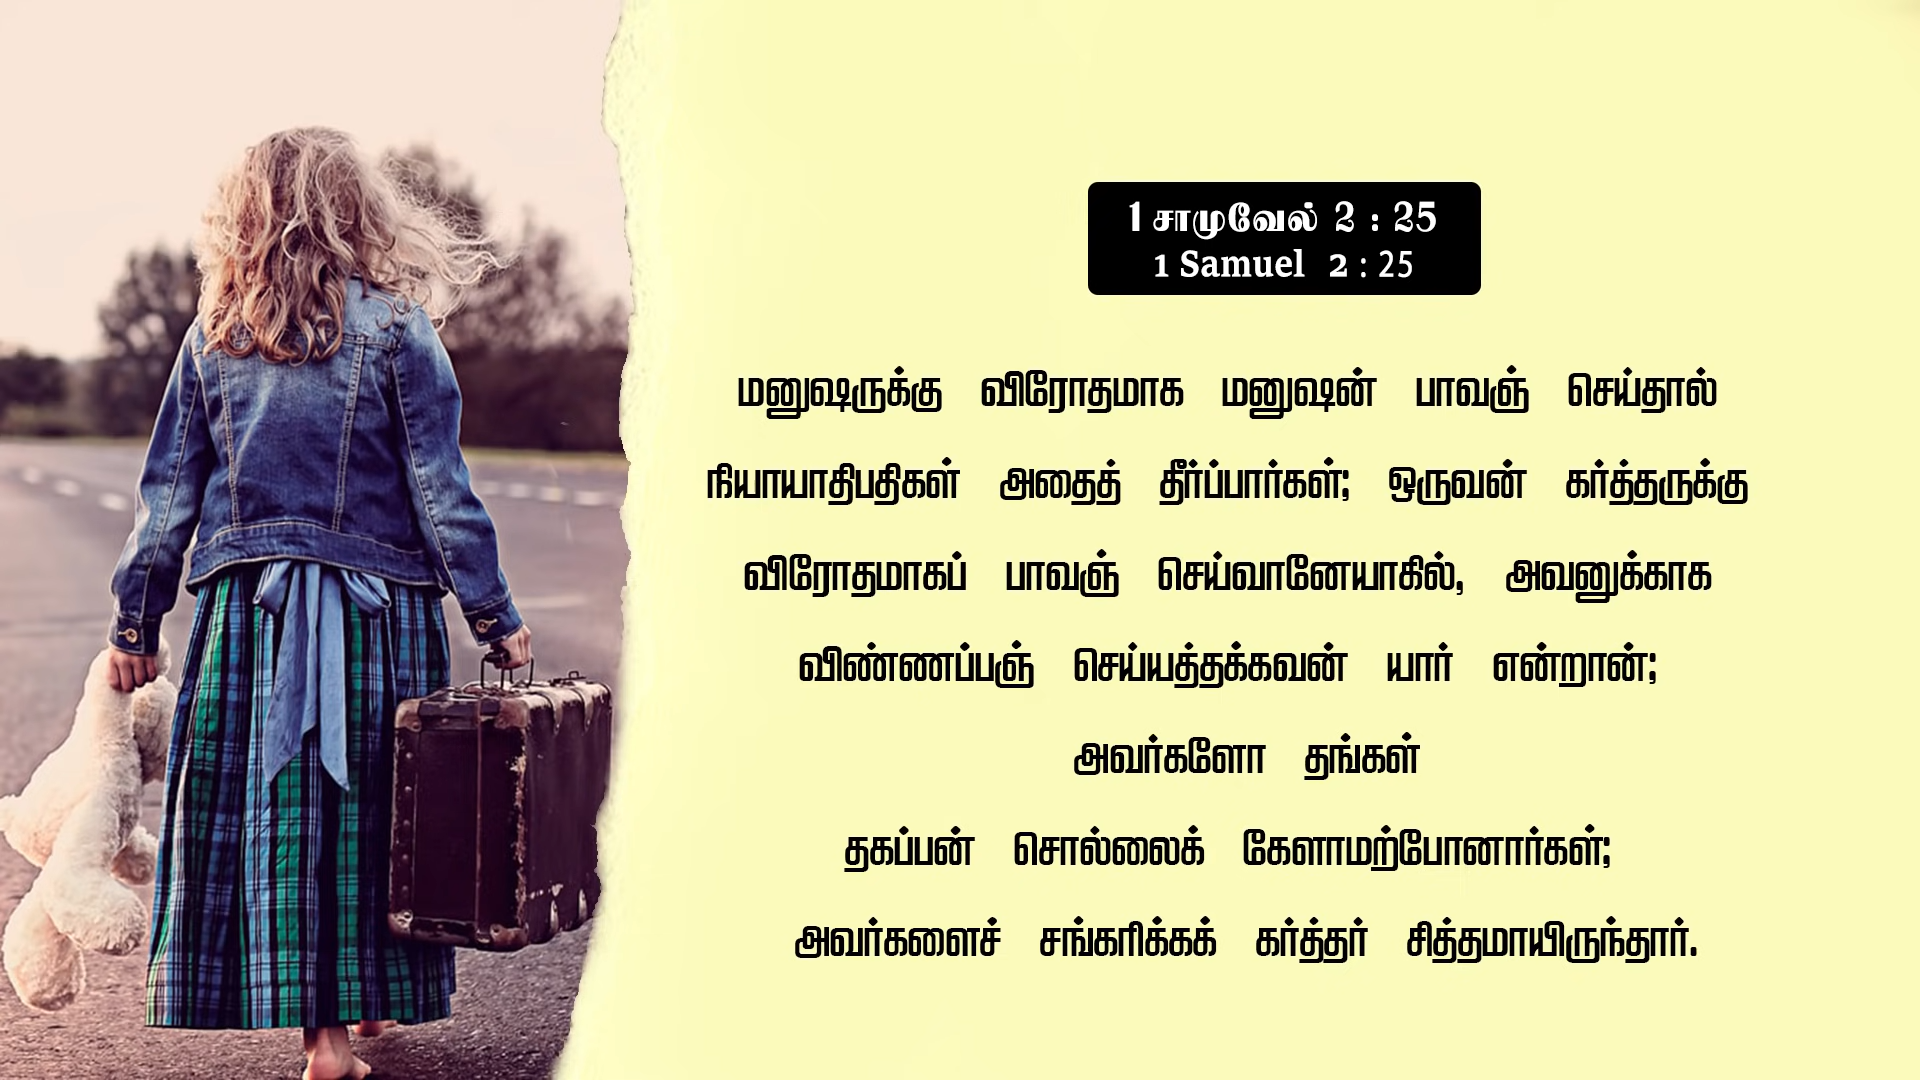 1 சாமுவேல் 2 : 25
1 Samuel 2 : 25
மனுஷருக்கு விரோதமாக மனுஷன் பாவஞ் செய்தால்
நியாயாதிபதிகள் அதைத் தீர்ப்பார்கள்; ஒருவன் கர்த்தருக்கு
விரோதமாகப் பாவஞ் செய்வானேயாகில், அவனுக்காக
விண்ணப்பஞ் செய்யத்தக்கவன் யார் என்றான்;
அவர்களோ தங்கள்
தகப்பன் சொல்லைக் கேளாமற்போனார்கள்;
அவர்களைச் சங்கரிக்கக் கர்த்தர் சித்தமாயிருந்தார்.